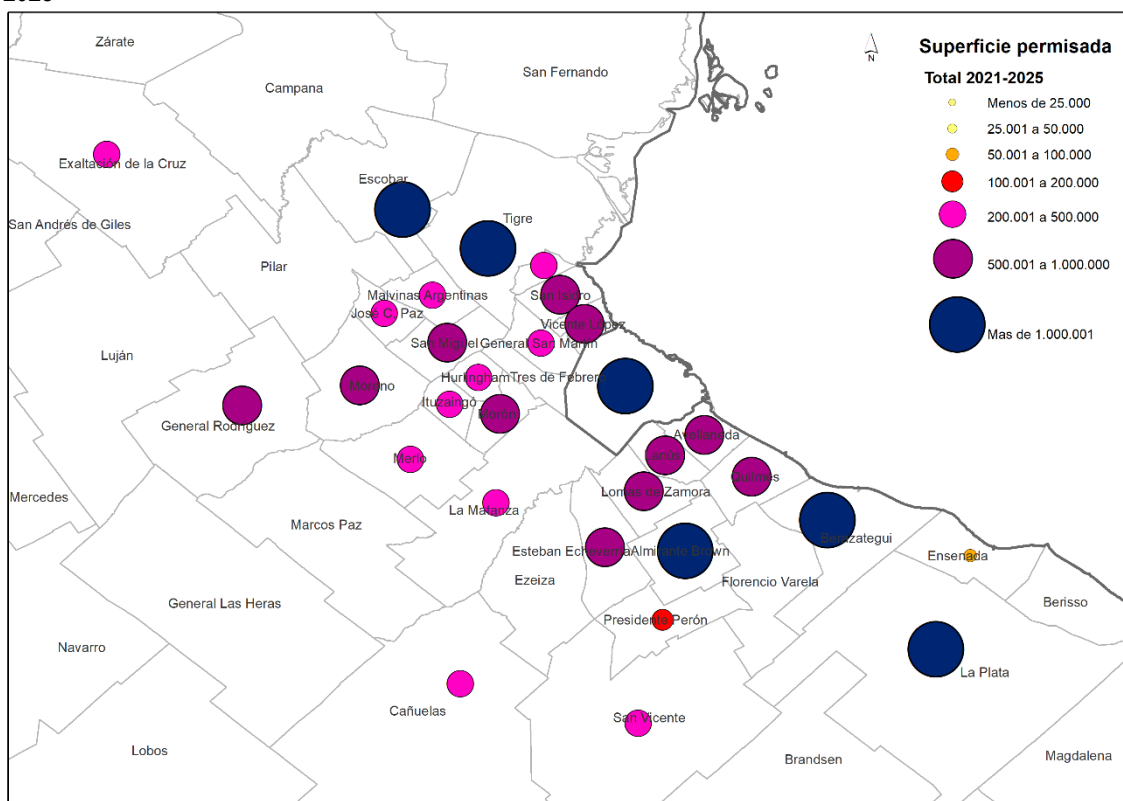 Zárate
San Fernando
Campana
Exaltación de la Cruz
Escobar
San Andrés de Giles
Tigre
Pilar
Malvinas Argentinas
San Isidro
José C. Paz
Vicente López
San Miguel
General San Martín
Luján
Hurlingham
Tres de Febrero
Moreno
Ituzaingó
Morón
General Rodríguez
Avellaneda
Lanús
Merlo
Quilmes
Lomas de Zamora
Mercedes
La Matanza
Marcos Paz
Berazategui
Esteban Echeverría
Almirante Brown
Ensenada
Ezeiza
Florencio Varela
General Las Heras
Berisso
Presidente Perón
Navarro
La Plata
Cañuelas
San Vicente
Lobos
Brandsen
Magdalena
N
Superficie permisada
Total 2021-2025
Menos de 25.000
25.001 a 50.000
50.001 a 100.000
100.001 a 200.000
200.001 a 500.000
500.001 a 1.000.000
Mas de 1.000.001